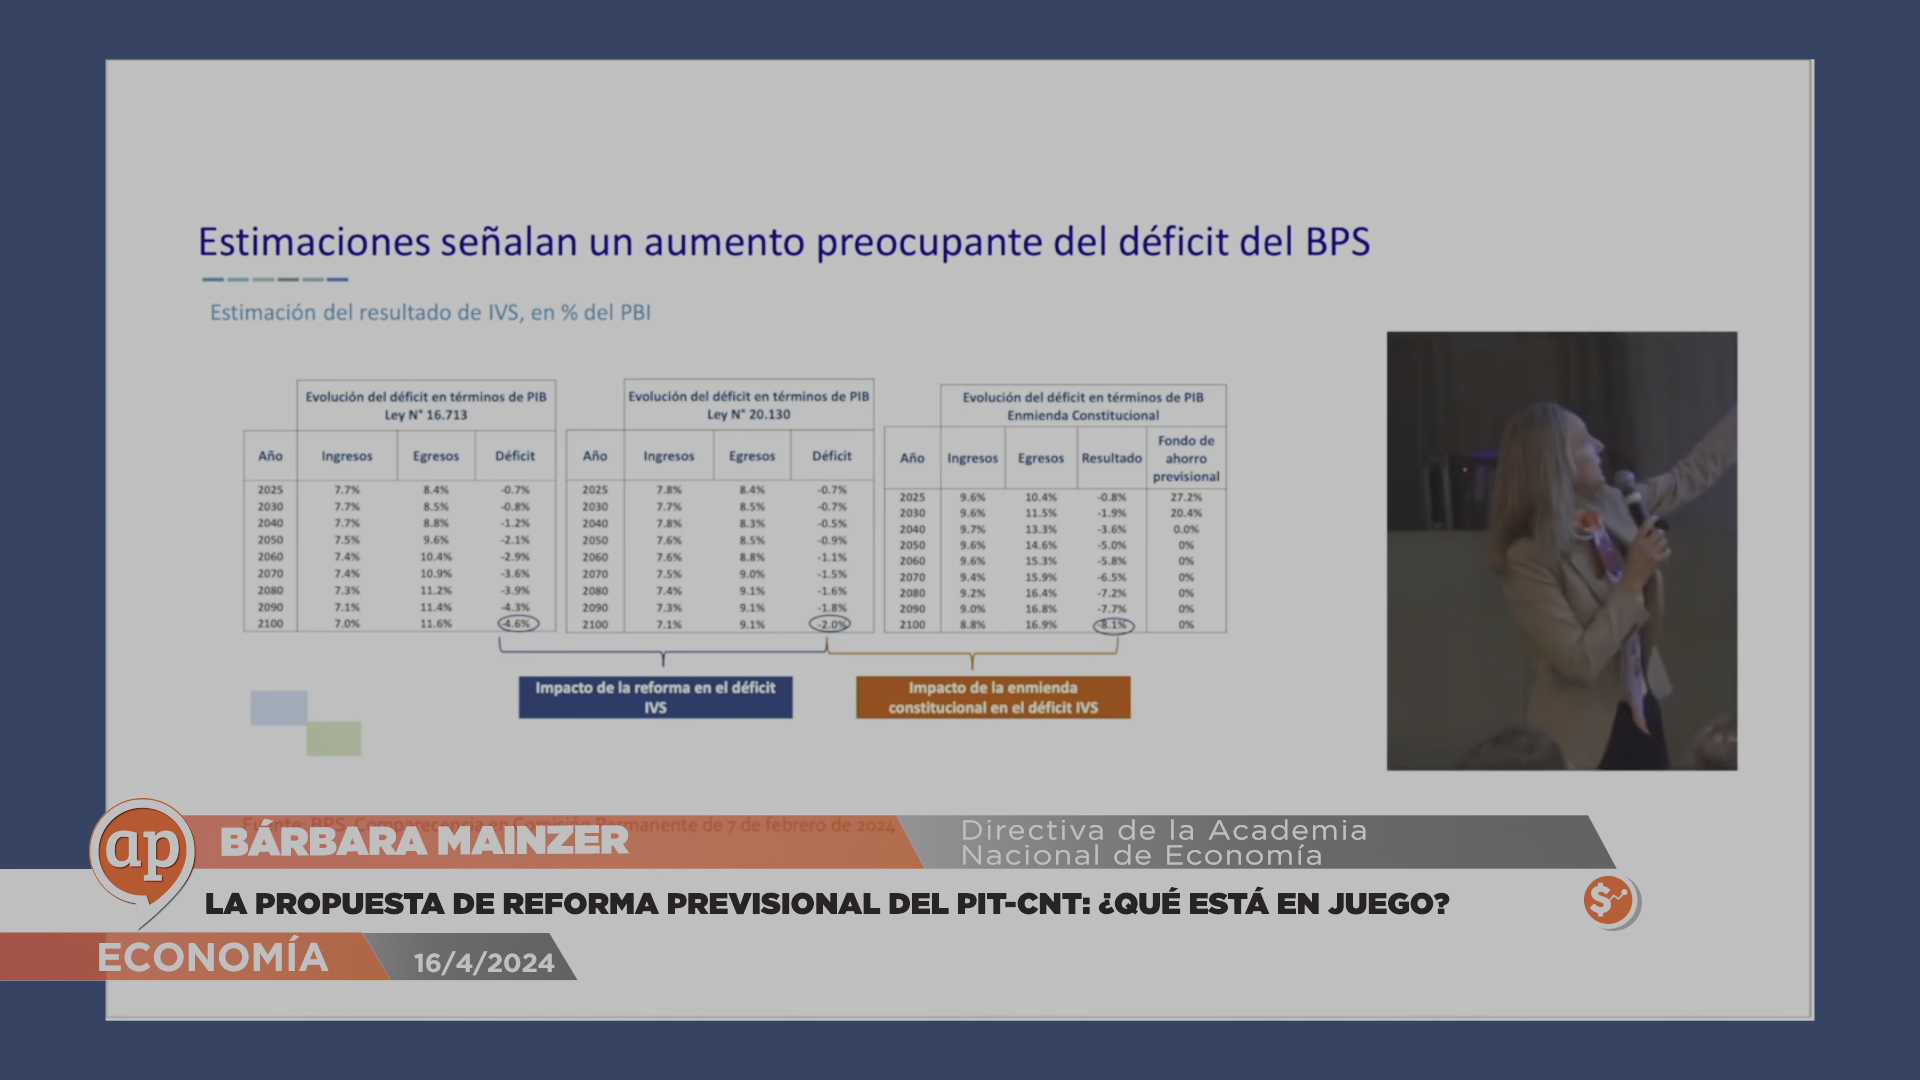 Estimaciones señalan un aumento preocupante del déficit del BPS
Estimación del resultado de IVS, en % del PBI
Evolución del déficit en términos de PIB
Ley N° 16.713
Año Ingresos Egresos Déficit
2025 7.7% 8.4% -0.7%
2030 7.7% 8.5% -0.8%
2040 7.7% 8.8% -1.2%
2050 7.5% 9.6% -2.1%
2060 7.4% 10.4% -2.9%
2070 7.4% 10.9% -3.6%
2080 7.3% 11.2% -3.9%
2090 7.1% 11.4% -4.3%
2100 7.0% 11.6% -4.6%
Evolución del déficit en términos de PIB
Ley N° 20.130
Año Ingresos Egresos Déficit
2025 7.8% 8.4% -0.7%
2030 7.7% 8.5% -0.7%
2040 7.8% 8.3% -0.5%
2050 7.6% 8.5% -0.9%
2060 7.6% 8.8% -1.1%
2070 7.5% 9.0% -1.5%
2080 7.4% 9.1% -1.6%
2090 7.3% 9.1% -1.8%
2100 7.1% 9.1% -2.0%
Evolución del déficit en términos de PIB
Enmienda Constitucional
Año Ingresos Egresos Resultado Fondo de
ahorro
previsional
2025 9.6% 10.4% -0.8% 27.2%
2030 9.6% 11.5% -1.9% 20.4%
2040 9.7% 13.3% -3.6% 0.0%
2050 9.6% 14.6% -5.0% 0%
2060 9.6% 15.3% -5.8% 0%
2070 9.4% 15.9% -6.5% 0%
2080 9.2% 16.4% -7.2% 0%
2090 9.0% 16.8% -7.7% 0%
2100 8.8% 16.9% -8.1% 0%
Impacto de la reforma en el déficit
IVS
Impacto de la enmienda
constitucional en el déficit IVS
Fuente: BPS. Comparecencia en Comisión Permanente de 7 de febrero de 2024
ap
BÁRBARA MAINZER
Directiva de la Academia
Nacional de Economía
LA PROPUESTA DE REFORMA PREVISIONAL DEL PIT-CNT: ¿QUÉ ESTÁ EN JUEGO?
$
ECONOMÍA
16/4/2024